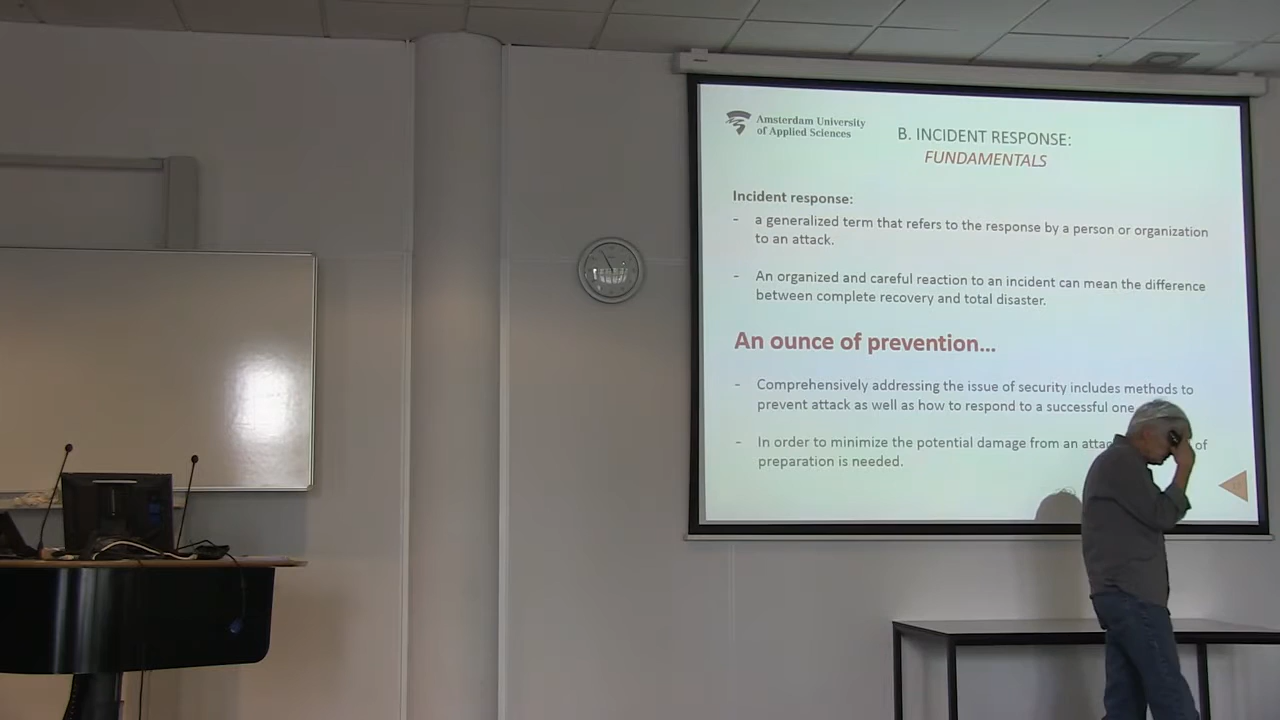 Amsterdam University
of Applied Sciences
B. INCIDENT RESPONSE:
FUNDAMENTALS
Incident response:
- a generalized term that refers to the response by a person or organization
to an attack.
- An organized and careful reaction to an incident can mean the difference
between complete recovery and total disaster.
An ounce of prevention...
- Comprehensively addressing the issue of security includes methods to
prevent attack as well as how to respond to a successful one
- In order to minimize the potential damage from an of
preparation is needed.